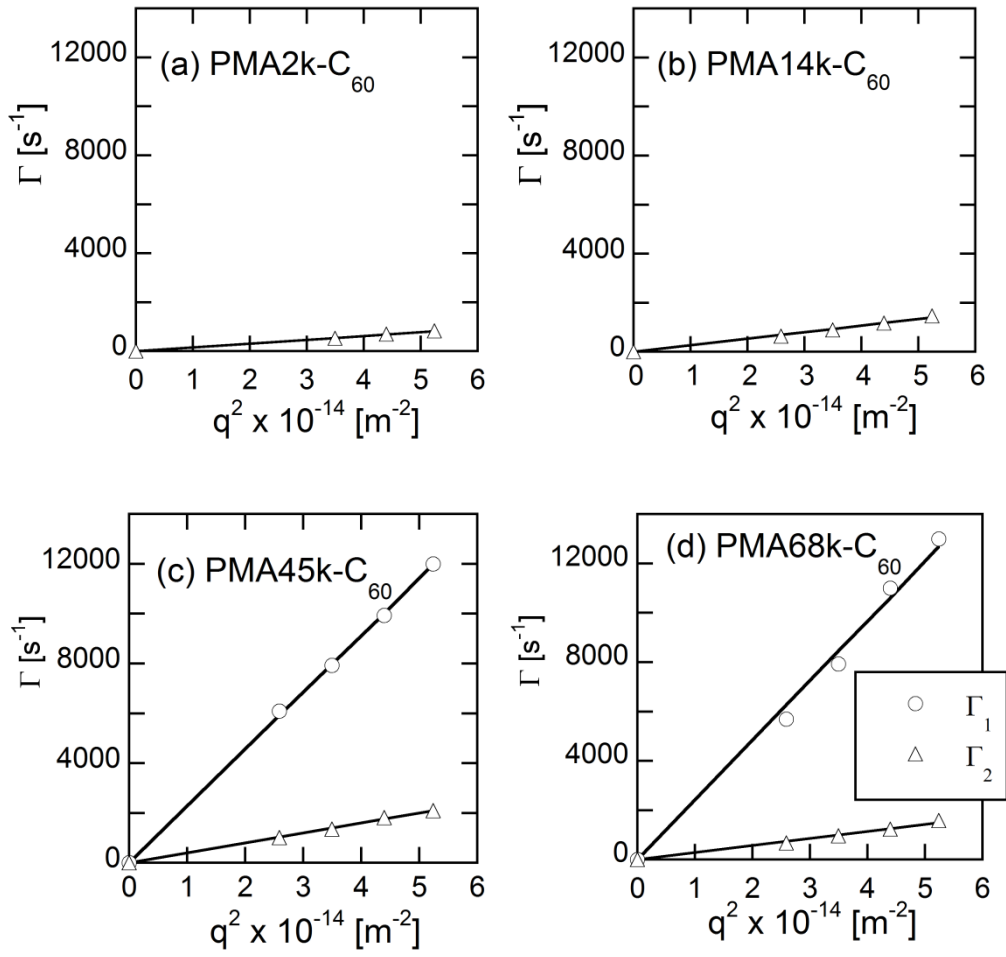 (a) PMA2k-C60
Γ [s-1]
12000
8000
4000
0
0 1 2 3 4 5 6
q2 x 10-14 [m-2]
(b) PMA14k-C60
Γ [s-1]
12000
8000
4000
0
0 1 2 3 4 5 6
q2 x 10-14 [m-2]
(c) PMA45k-C60
Γ [s-1]
12000
8000
4000
0
0 1 2 3 4 5 6
q2 x 10-14 [m-2]
(d) PMA68k-C60
Γ [s-1]
12000
8000
4000
0
0 1 2 3 4 5 6
q2 x 10-14 [m-2]
Γ1
Γ2